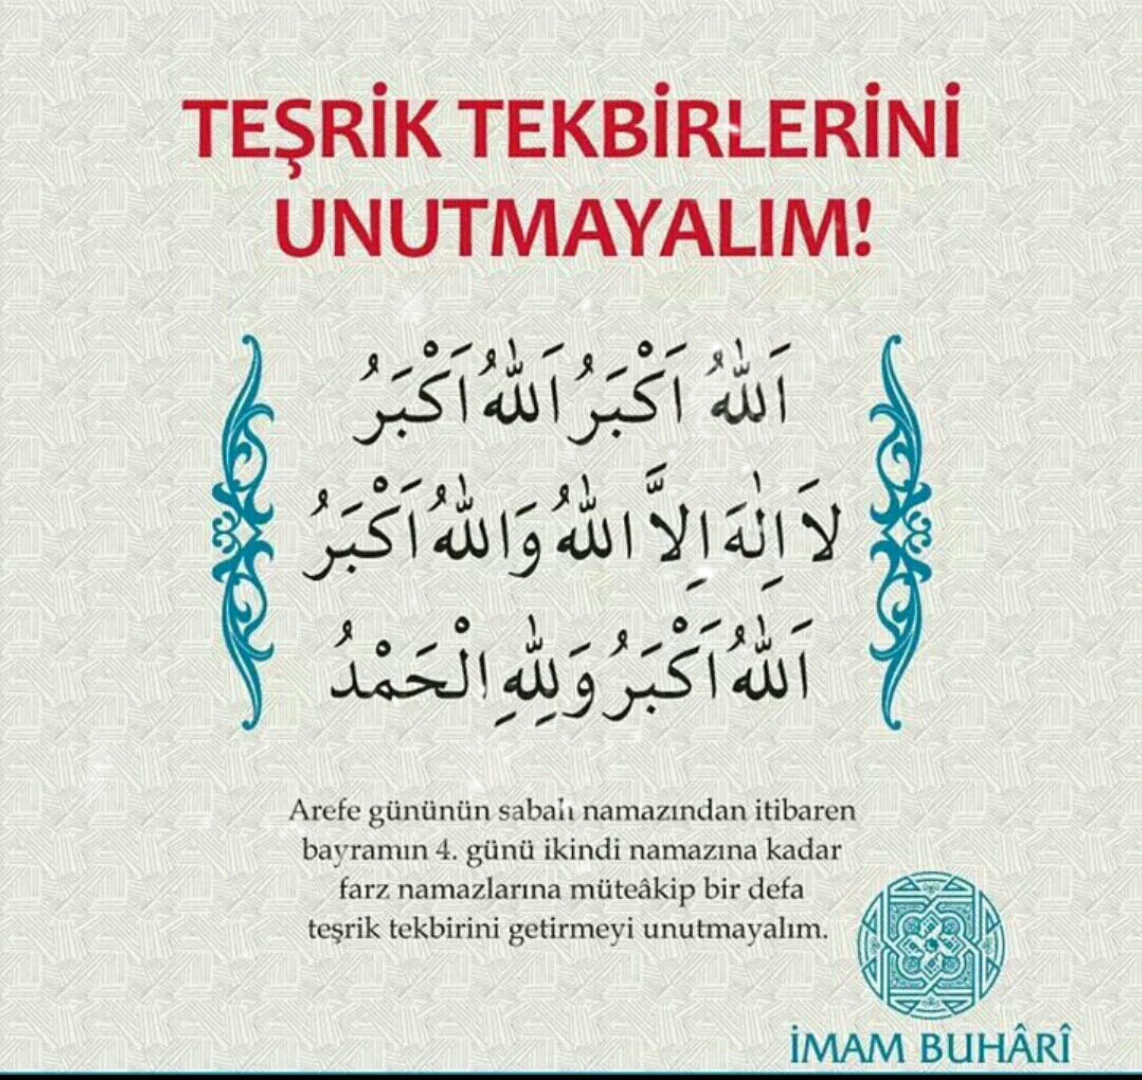 TEŞRİK TEKBİRLERİNİ
UNUTMAYALIM!
اَللّٰهُ اَكْبَرُ اَللّٰهُ اَكْبَرُ
لَا اِلٰهَ اِلَّا اللّٰهُ وَاللّٰهُ اَكْبَرُ
اَللّٰهُ اَكْبَرُ وَلِلّٰهِ الْحَمْدُ
Arefe gününün sabah namazından itibaren
bayramın 4. günü ikindi namazına kadar
farz namazlarına müteâkip bir defa
teşrik tekbirini getirmeyi unutmayalım.
İMAM BUHÂRÎ